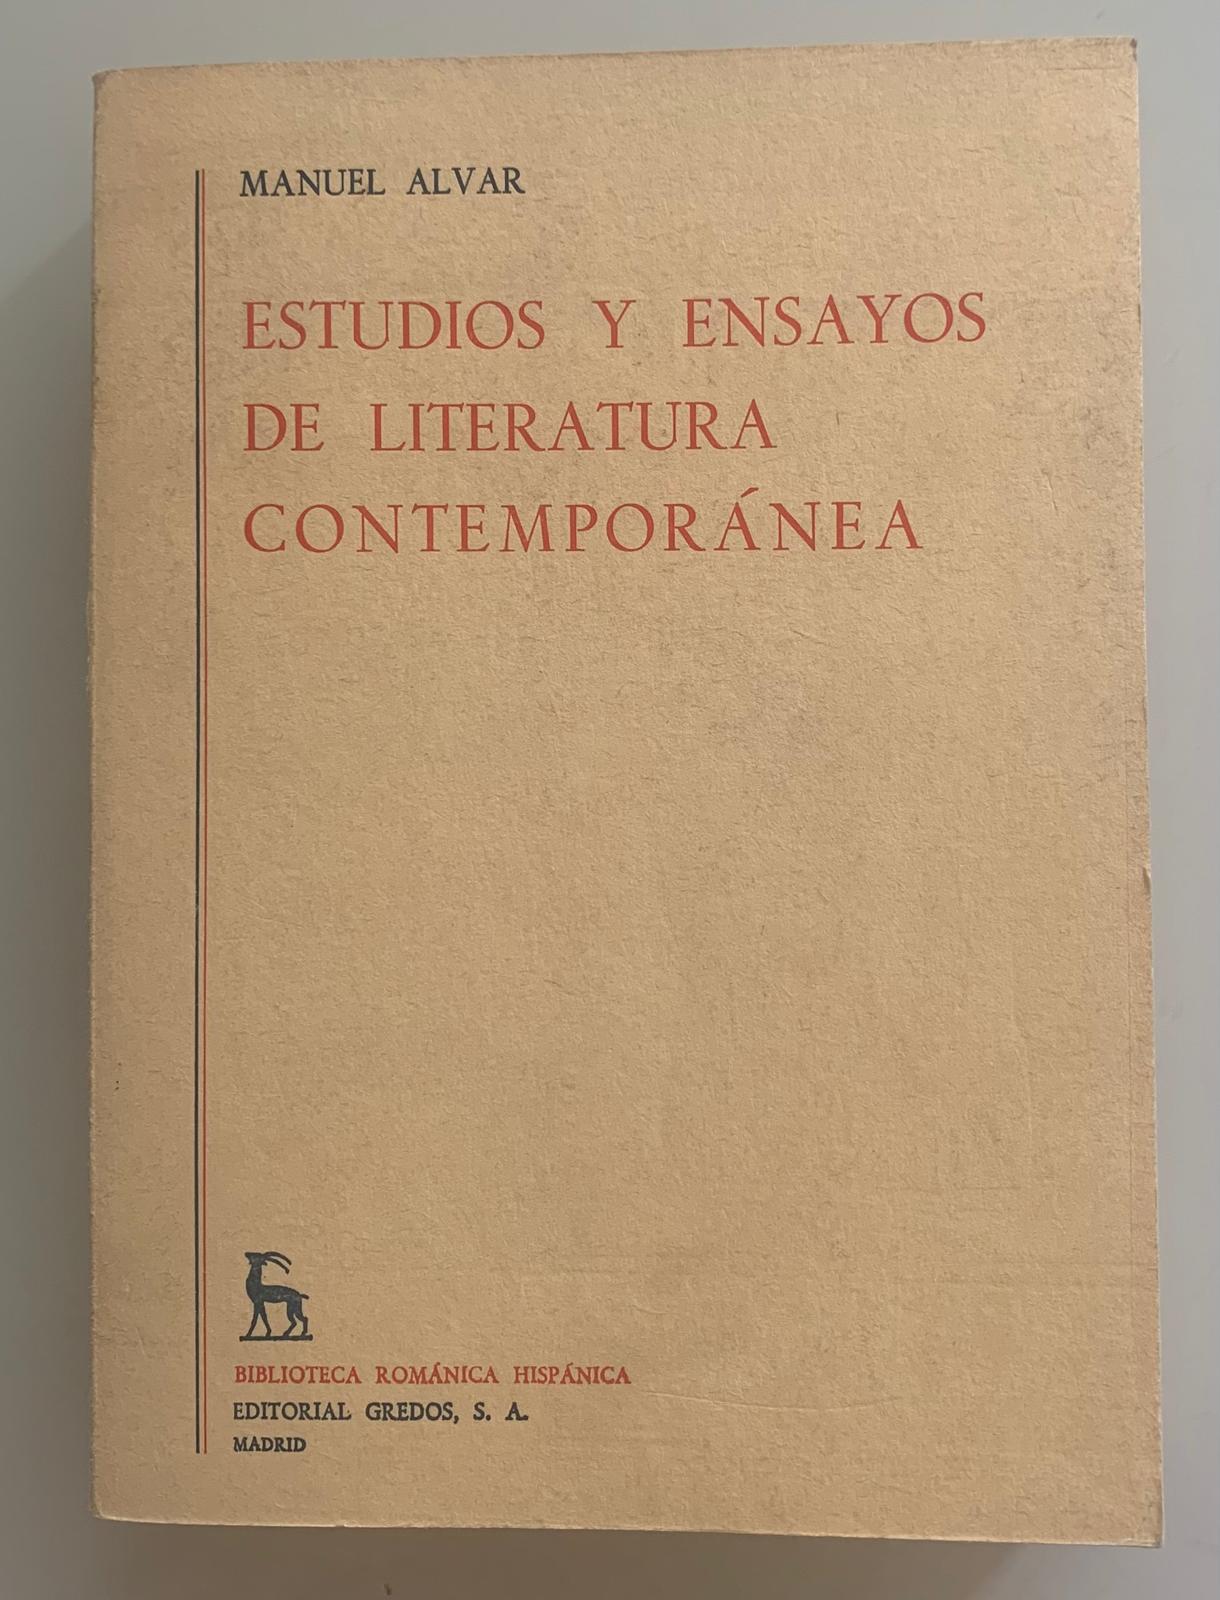 MANUEL ALVAR
ESTUDIOS Y ENSAYOS
DE LITERATURA
CONTEMPORÁNEA
BIBLIOTECA ROMÁNICA HISPÁNICA
EDITORIAL GREDOS, S. A.
MADRID